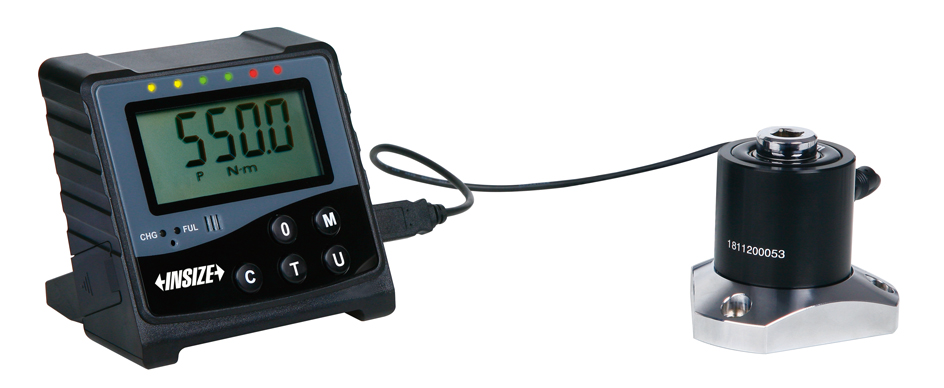 550.0
P N·m
CHG FUL
0 M
INSIZE
C T U
1811200053